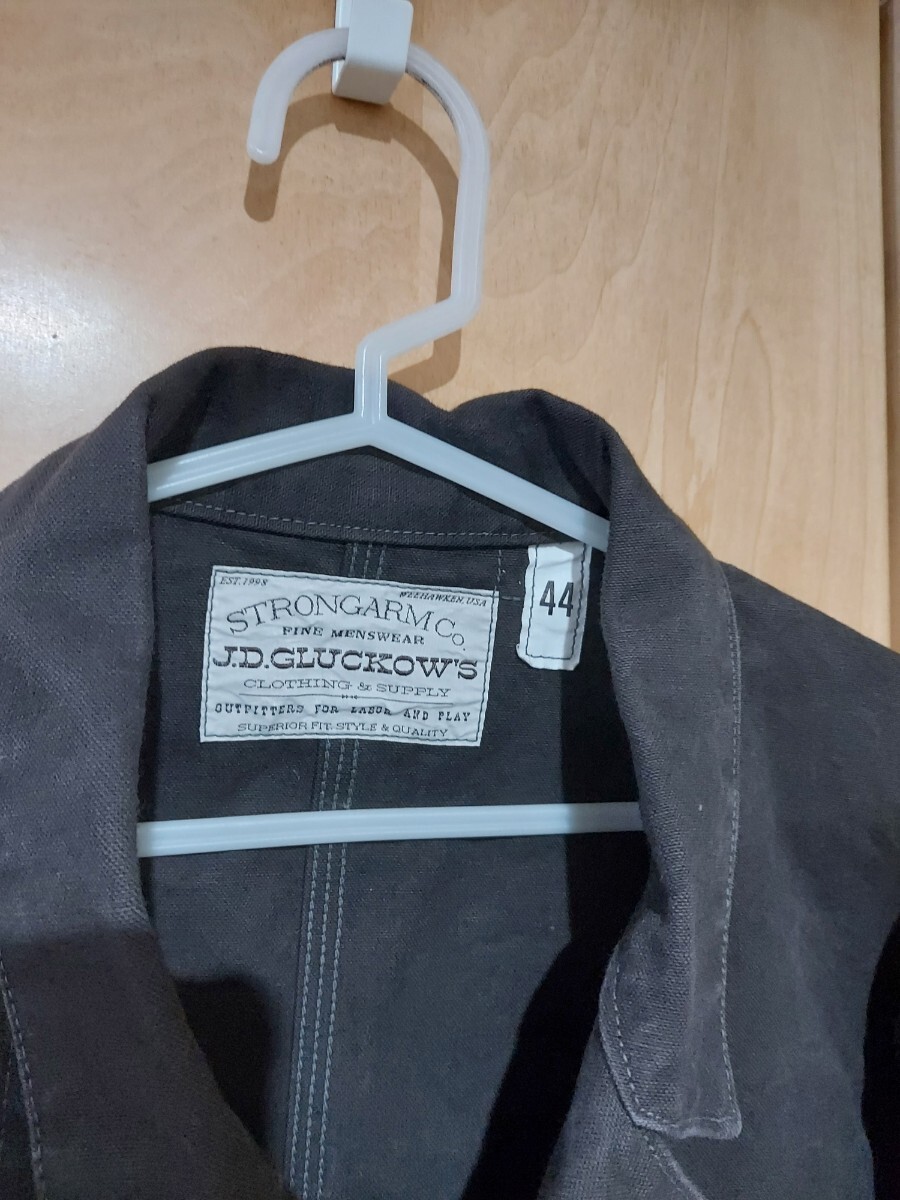 EST. 1998
WEEHAWKEN, USA
STRONGARM Co.
FINE MENSWEAR
J.D.GLUCKOW'S
CLOTHING & SUPPLY
OUTFITTERS FOR LABOR AND PLAY
SUPERIOR FIT, STYLE & QUALITY
44